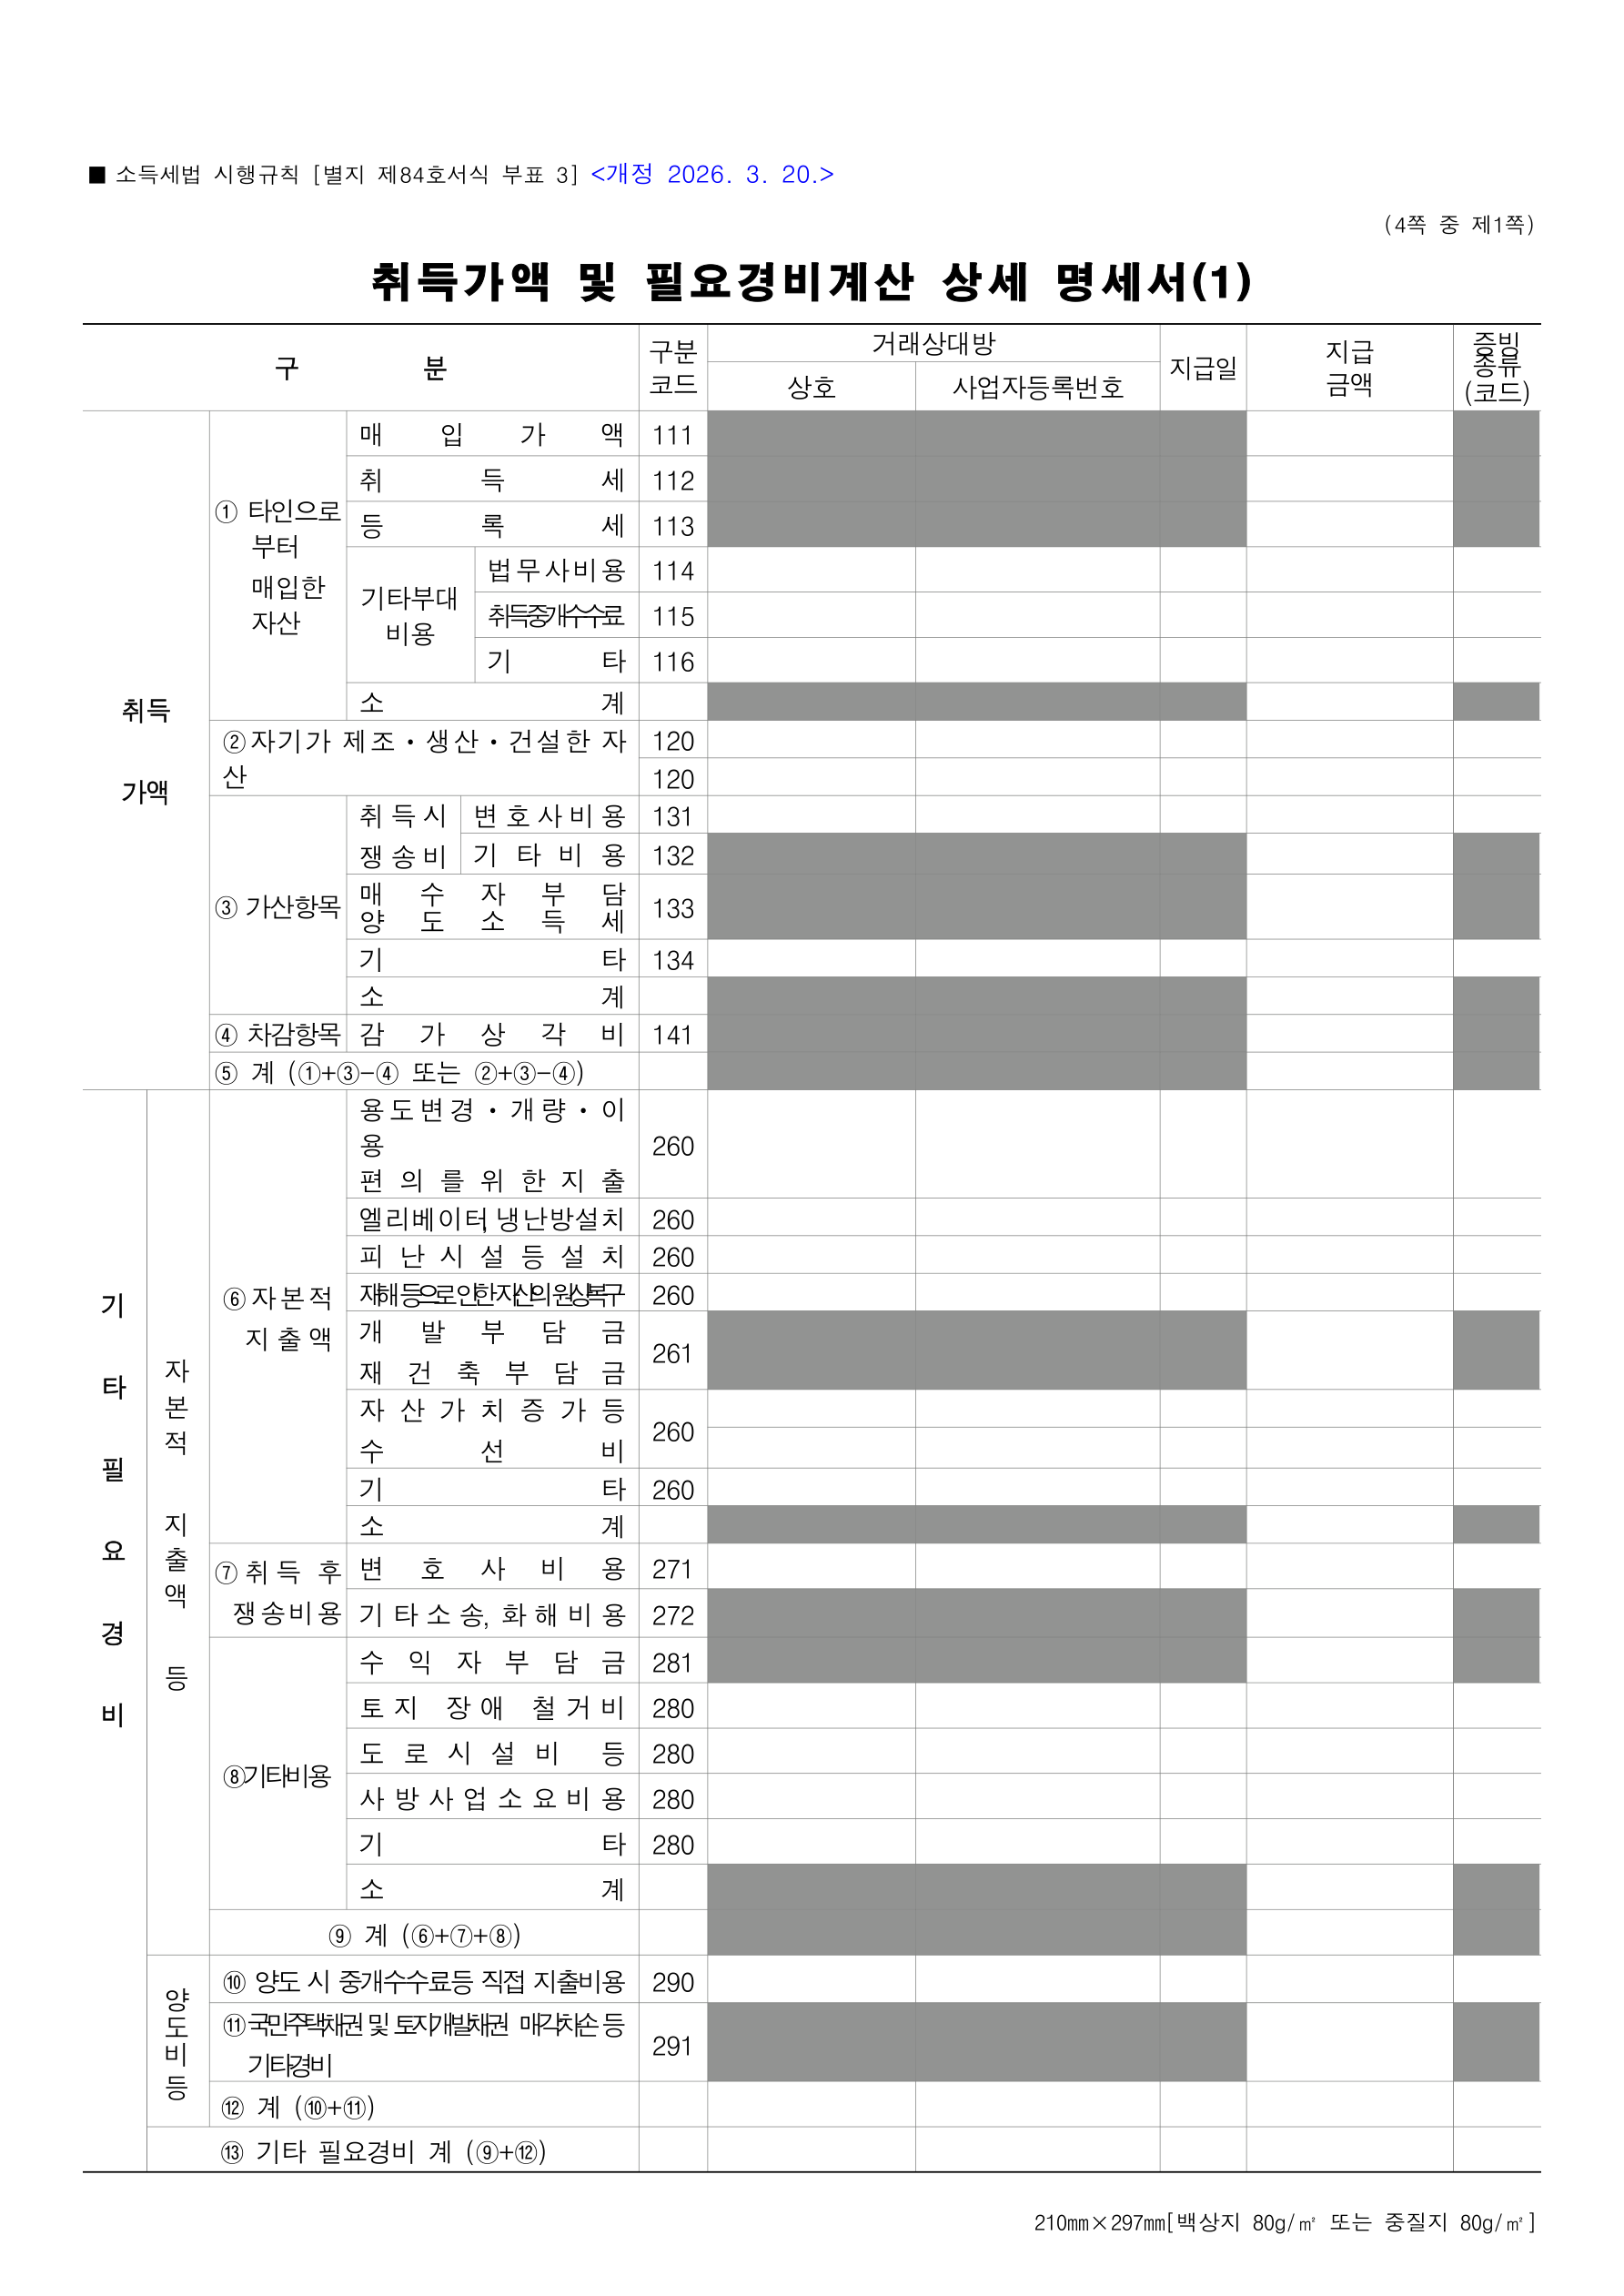 ■ 소득세법 시행규칙 [별지 제84호서식 부표 3] <개정 2026. 3. 20.>
(4쪽 중 제1쪽)
취득가액 및 필요경비계산 상세 명세서(1)
구 분
구분
코드
거래상대방
상호
사업자등록번호
지급일
지급
금액
증빙
종류
(코드)
취득
가액
① 타인으로
부터
매입한
자산
매 입 가 액 111
취 득 세 112
등 록 세 113
기타부대
비용
법무사비용 114
취득중개수수료 115
기 타 116
소 계
②자기가 제조・생산・건설한 자
산
120
120
③ 가산항목
취득시
쟁송비
변호사비용 131
기타비용 132
매수자부담
양도소득세
133
기 타 134
소 계
④ 차감항목 감가상각비 141
⑤ 계 (①+③-④ 또는 ②+③-④)
기
타
필
요
경
비
자
본
적
지
출
액
등
⑥자본적
지출액
용도변경・개량・이
용
편의를위한지출
260
엘리베이터,냉난방설치 260
피난시설등설치 260
재해등으로인한자산의원상복구 260
개발부담금
재건축부담금
261
자산가치증가등
수 선 비
260
기 타 260
소 계
⑦취득 후
쟁송비용
변호사비용 271
기타소송, 화해비용 272
⑧기타비용
수익자부담금 281
토지 장애 철거비 280
도로시설비 등 280
사방사업소요비용 280
기 타 280
소 계
⑨ 계 (⑥+⑦+⑧)
양
도
비
등
⑩ 양도 시 중개수수료등 직접 지출비용 290
⑪국민주택채권 및 토지개발채권 매각차손 등
기타경비
291
⑫ 계 (⑩+⑪)
⑬ 기타 필요경비 계 (⑨+⑫)
210㎜×297㎜[백상지 80g/㎡ 또는 중질지 80g/㎡]